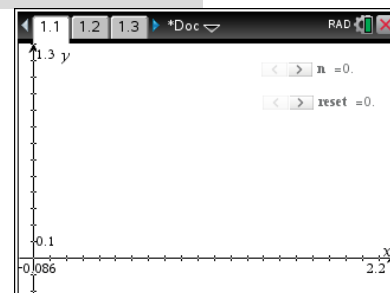 1.1 1.2 1.3 *Doc RAD
1.3 y
n =0.
reset =0.
0.1
x
-0.086 2.2